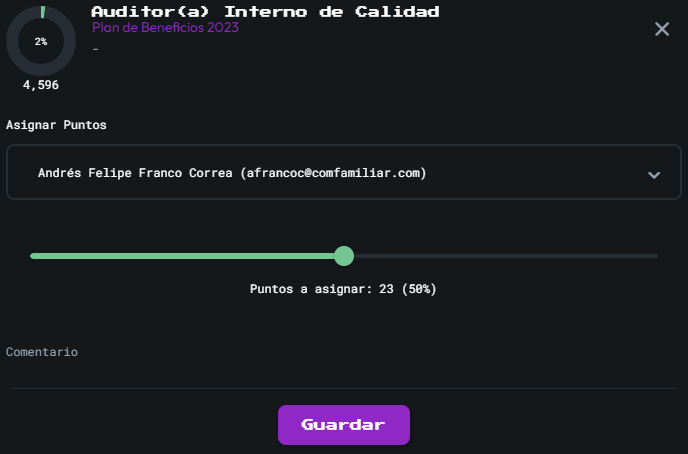 Auditor(a) Interno de Calidad
Plan de Beneficios 2023
-
2%
4,596
Asignar Puntos
Andrés Felipe Franco Correa (afrancoc@comfamiliar.com)
Puntos a asignar: 23 (50%)
Comentario
Guardar